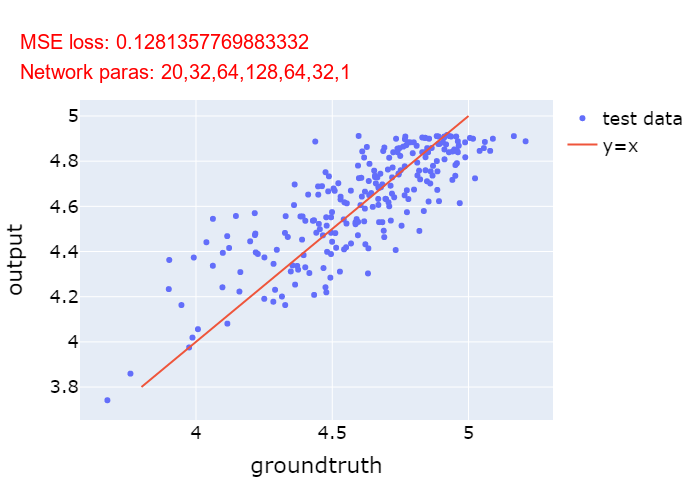 MSE loss: 0.1281357769883332
Network paras: 20,32,64,128,64,32,1
5
4.8
4.6
4.4
4.2
4
3.8
output
4
4.5
5
groundtruth
test data
y=x